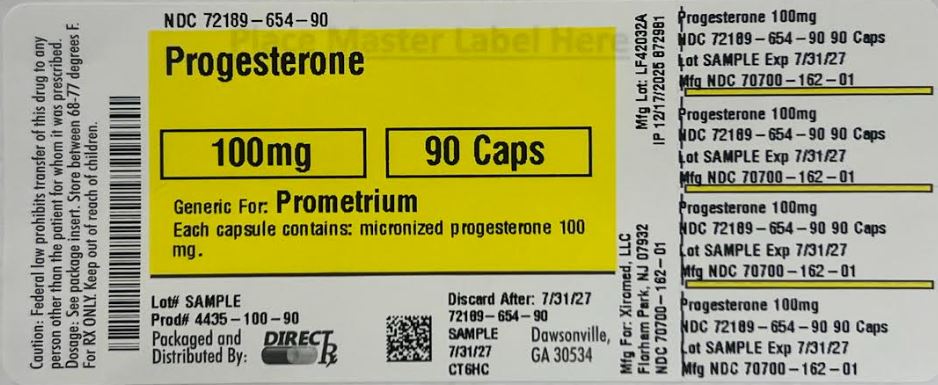 Caution: Federal law prohibits transfer of this drug to any
person other than the patient for whom it was prescribed.
Dosage: See package insert. Store between 68-77 degrees F.
For RX ONLY. Keep out of reach of children.
NDC 72189-654-90
Place Master Label Here
Progesterone
100mg
90 Caps
Generic For: Prometrium
Each capsule contains: micronized progesterone 100
mg.
Lot# SAMPLE
Prod# 4435-100-90
Packaged and
Distributed By:
DIRECT Rx
Discard After: 7/31/27
72189-654-90
SAMPLE
7/31/27
CT6HC
Dawsonville,
GA 30534
Mfg Lot: LF42032A
IP 12/17/2025 872981
Mfg For: Xiromed, LLC
Florham Park, NJ 07932
NDC 70700-162-01
Progesterone 100mg
NDC 72189-654-90 90 Caps
Lot SAMPLE Exp 7/31/27
Mfg NDC 70700-162-01
Progesterone 100mg
NDC 72189-654-90 90 Caps
Lot SAMPLE Exp 7/31/27
Mfg NDC 70700-162-01
Progesterone 100mg
NDC 72189-654-90 90 Caps
Lot SAMPLE Exp 7/31/27
Mfg NDC 70700-162-01
Progesterone 100mg
NDC 72189-654-90 90 Caps
Lot SAMPLE Exp 7/31/27
Mfg NDC 70700-162-01